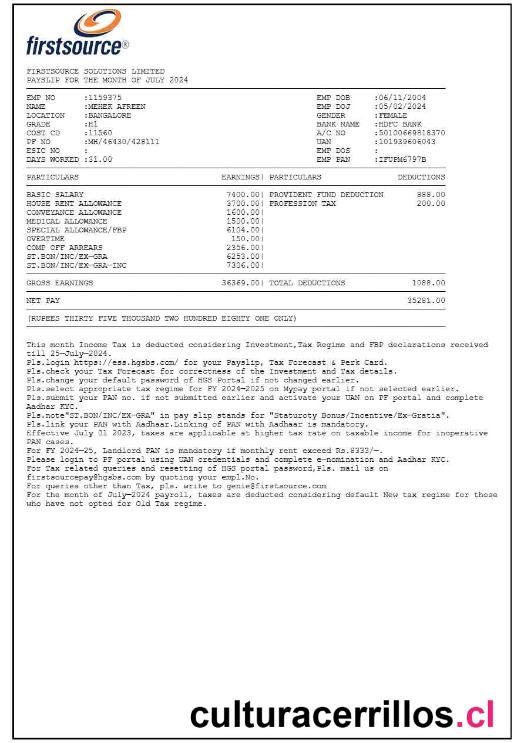 firstsource®
FIRSTSOURCE SOLUTIONS LIMITED
PAYSLIP FOR THE MONTH OF JULY 2024
EMP NO :1159375 EMP DOB :06/11/2004
NAME :MEHEK AFREEN EMP DOJ :05/02/2024
LOCATION :BANGALORE GENDER :FEMALE
GRADE :H1 BANK NAME :HDFC BANK
COST CD :11560 A/C NO :50100669818370
PF NO :MH/46430/428111 UAN :101939606043
ESIC NO : EMP DOS :
DAYS WORKED :31.00 EMP PAN :IFUPM6797B
PARTICULARS EARNINGS| PARTICULARS DEDUCTIONS
BASIC SALARY 7400.00| PROVIDENT FUND DEDUCTION 888.00
HOUSE RENT ALLOWANCE 3700.00| PROFESSION TAX 200.00
CONVEYANCE ALLOWANCE 1600.00|
MEDICAL ALLOWANCE 1500.00|
SPECIAL ALLOWANCE/FBP 6104.00|
OVERTIME 150.00|
COMP OFF ARREARS 2356.00|
ST.BON/INC/EX-GRA 6253.00|
ST.BON/INC/EX-GRA-INC 7306.00|
GROSS EARNINGS 36369.00| TOTAL DEDUCTIONS 1088.00
NET PAY 35281.00
(RUPEES THIRTY FIVE THOUSAND TWO HUNDRED EIGHTY ONE ONLY)
This month Income Tax is deducted considering Investment,Tax Regime and FBP declarations received
till 25-July-2024.
Pls.login https://ess.hgsbs.com/ for your Payslip, Tax Forecast & Perk Card.
Pls.check your Tax Forecast for correctness of the Investment and Tax details.
Pls.change your default password of HGS Portal if not changed earlier.
Pls.select appropriate tax regime for FY 2024-2025 on Mypay portal if not selected earlier.
Pls.sumit your PAN no. if not submitted earlier and activate your UAN on PF portal and complete
Aadhar KYC.
Pls.note"ST.BON/INC/EX-GRA" in pay slip stands for "Staturoty Bonus/Incentive/Ex-Gratia".
Pls.link your PAN with Aadhaar.Linking of PAN with Aadhaar is mandatory.
Effective July 01 2023, taxes are applicable at higher tax rate on taxable income for inoperative
PAN cases.
For FY 2024-25, Landlord PAN is mandatory if monthly rent exceed Rs.8333/-.
Please login to PF portal using UAN credentials and complete e-nomination and Aadhar KYC.
For Tax related queries and resetting of HGS portal password,Pls. mail us on
firstsourcepay@hgsbs.com by quoting your empl.No.
For queries other than Tax, pls. write to genie@firstsource.com
For the month of July-2024 payroll, taxes are deducted considering default New tax regime for those
who have not opted for Old Tax regime.
culturacerrillos.cl